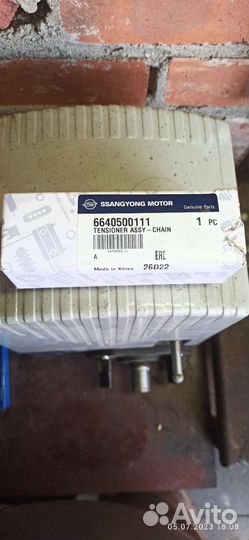 SSANGYONG MOTOR Genuine Parts
6640500111 1 PC
TENSIONER ASSY-CHAIN
A EAC
Made in Korea 26D22
Avito
05.07.2023 18:08